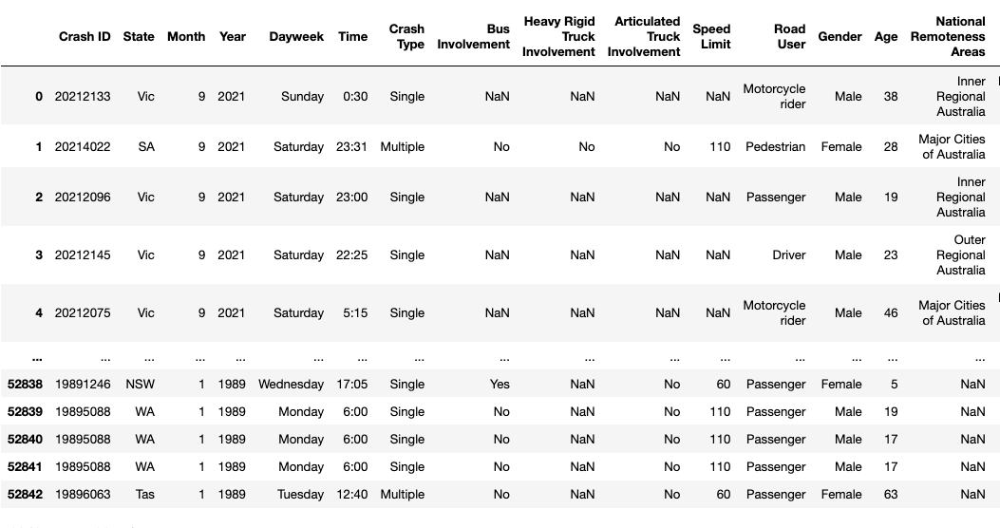 Crash ID State Month Year Dayweek Time Crash Type Bus Involvement Heavy Rigid Truck Involvement Articulated Truck Involvement Speed Limit Road User Gender Age National Remoteness Areas
0 20212133 Vic 9 2021 Sunday 0:30 Single NaN NaN NaN NaN Motorcycle rider Male 38 Inner Regional Australia
1 20214022 SA 9 2021 Saturday 23:31 Multiple No No No 110 Pedestrian Female 28 Major Cities of Australia
2 20212096 Vic 9 2021 Saturday 23:00 Single NaN NaN NaN NaN Passenger Male 19 Inner Regional Australia
3 20212145 Vic 9 2021 Saturday 22:25 Single NaN NaN NaN NaN Driver Male 23 Outer Regional Australia
4 20212075 Vic 9 2021 Saturday 5:15 Single NaN NaN NaN NaN Motorcycle rider Male 46 Major Cities of Australia
... ... ... ... ... ... ... ... ... ... ... ... ... ... ... ...
52838 19891246 NSW 1 1989 Wednesday 17:05 Single Yes NaN No 60 Passenger Female 5 NaN
52839 19895088 WA 1 1989 Monday 6:00 Single No NaN No 110 Passenger Male 19 NaN
52840 19895088 WA 1 1989 Monday 6:00 Single No NaN No 110 Passenger Male 17 NaN
52841 19895088 WA 1 1989 Monday 6:00 Single No NaN No 110 Passenger Male 17 NaN
52842 19896063 Tas 1 1989 Tuesday 12:40 Multiple No NaN No 60 Passenger Female 63 NaN